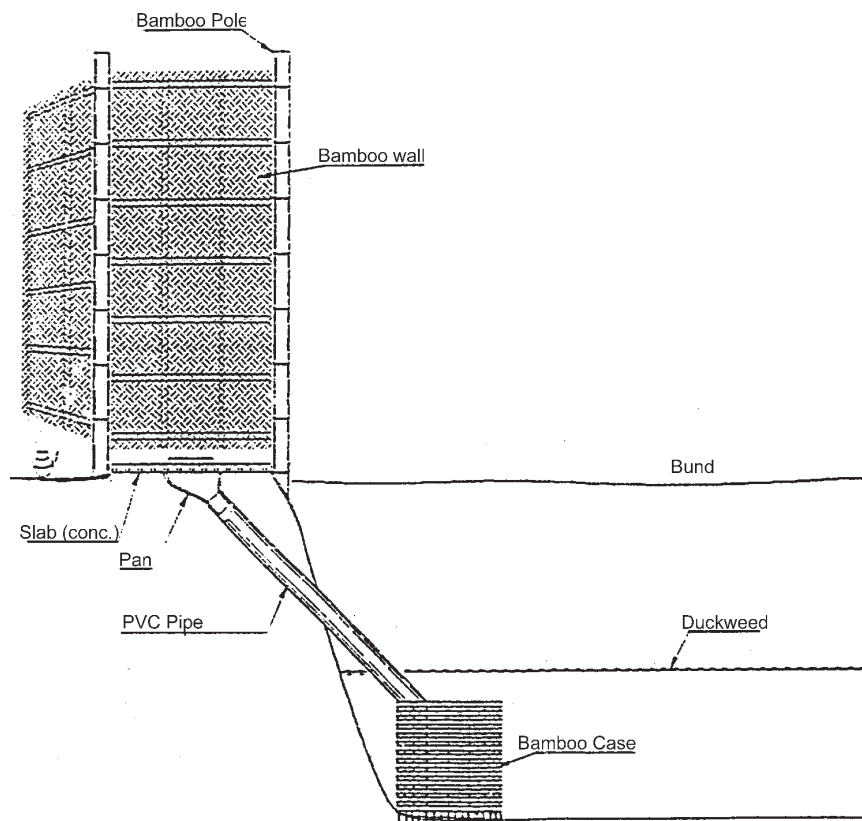 Bamboo Pole
Bamboo wall
Bund
Slab (conc.)
Pan
PVC Pipe
Duckweed
Bamboo Case